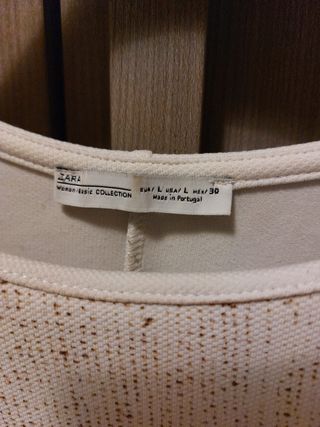 ZARA
Woman Basic COLLECTION
EUR/ L USA/ L MEX/ 30
Made in Portugal